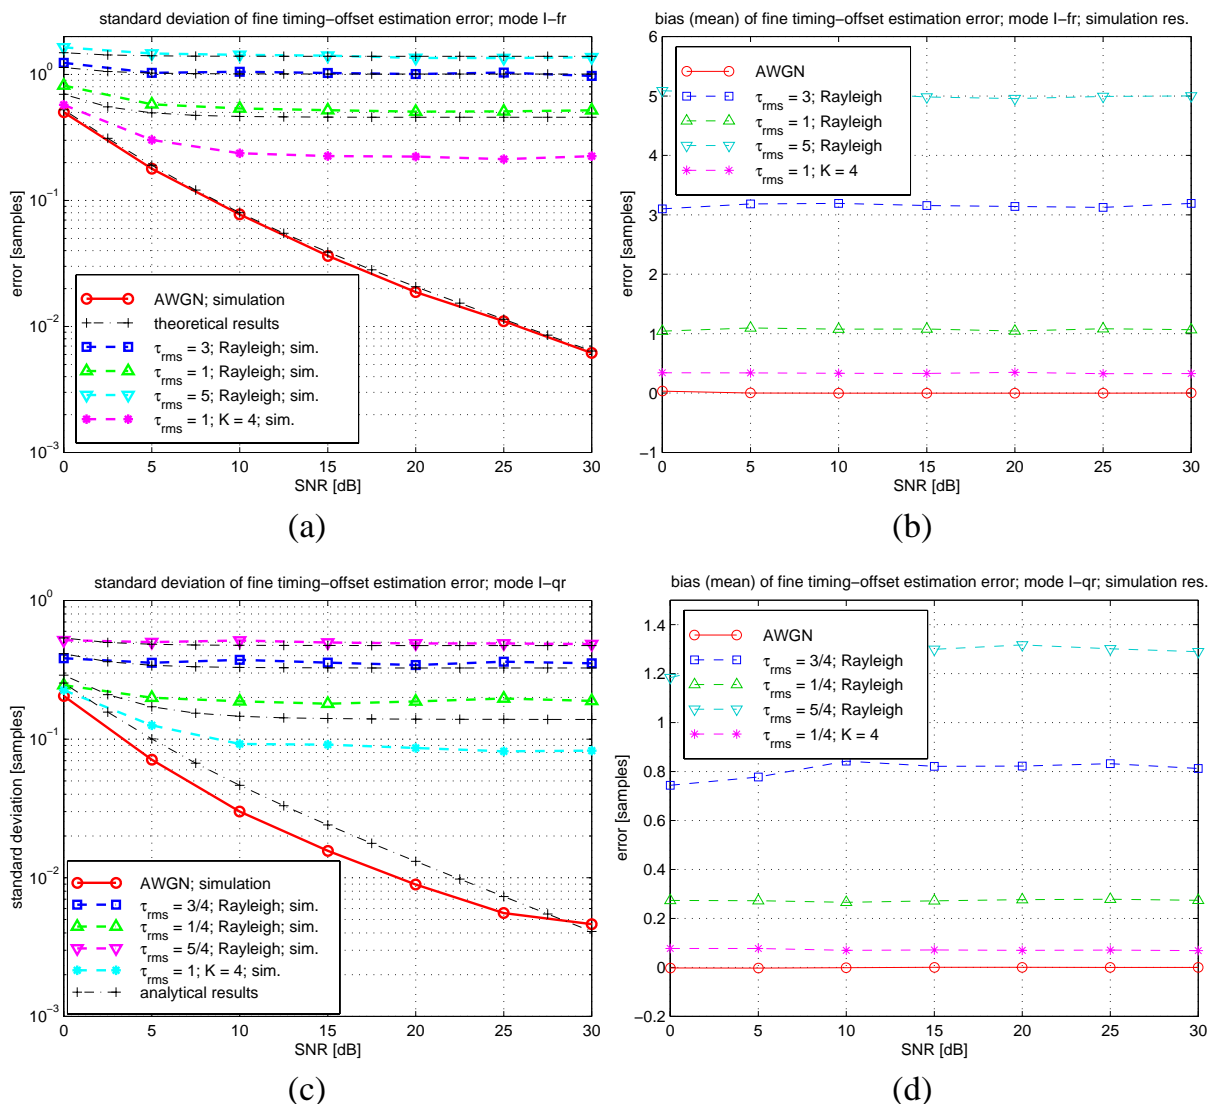 standard deviation of fine timing−offset estimation error; mode I−fr
10^0
10^−1
10^−2
10^−3
error [samples]
AWGN; simulation
theoretical results
τrms = 3; Rayleigh; sim.
τrms = 1; Rayleigh; sim.
τrms = 5; Rayleigh; sim.
τrms = 1; K = 4; sim.
0 5 10 15 20 25 30
SNR [dB]
(a)
bias (mean) of fine timing−offset estimation error; mode I−fr; simulation res.
6
5
4
3
2
1
0
−1
error [samples]
AWGN
τrms = 3; Rayleigh
τrms = 1; Rayleigh
τrms = 5; Rayleigh
τrms = 1; K = 4
0 5 10 15 20 25 30
SNR [dB]
(b)
standard deviation of fine timing−offset estimation error; mode I−qr
10^0
10^−1
10^−2
10^−3
standard deviation [samples]
AWGN; simulation
τrms = 3/4; Rayleigh; sim.
τrms = 1/4; Rayleigh; sim.
τrms = 5/4; Rayleigh; sim.
τrms = 1; K = 4; sim.
analytical results
0 5 10 15 20 25 30
SNR [dB]
(c)
bias (mean) of fine timing−offset estimation error; mode I−qr; simulation res.
1.4
1.2
1
0.8
0.6
0.4
0.2
0
−0.2
error [samples]
AWGN
τrms = 3/4; Rayleigh
τrms = 1/4; Rayleigh
τrms = 5/4; Rayleigh
τrms = 1/4; K = 4
0 5 10 15 20 25 30
SNR [dB]
(d)